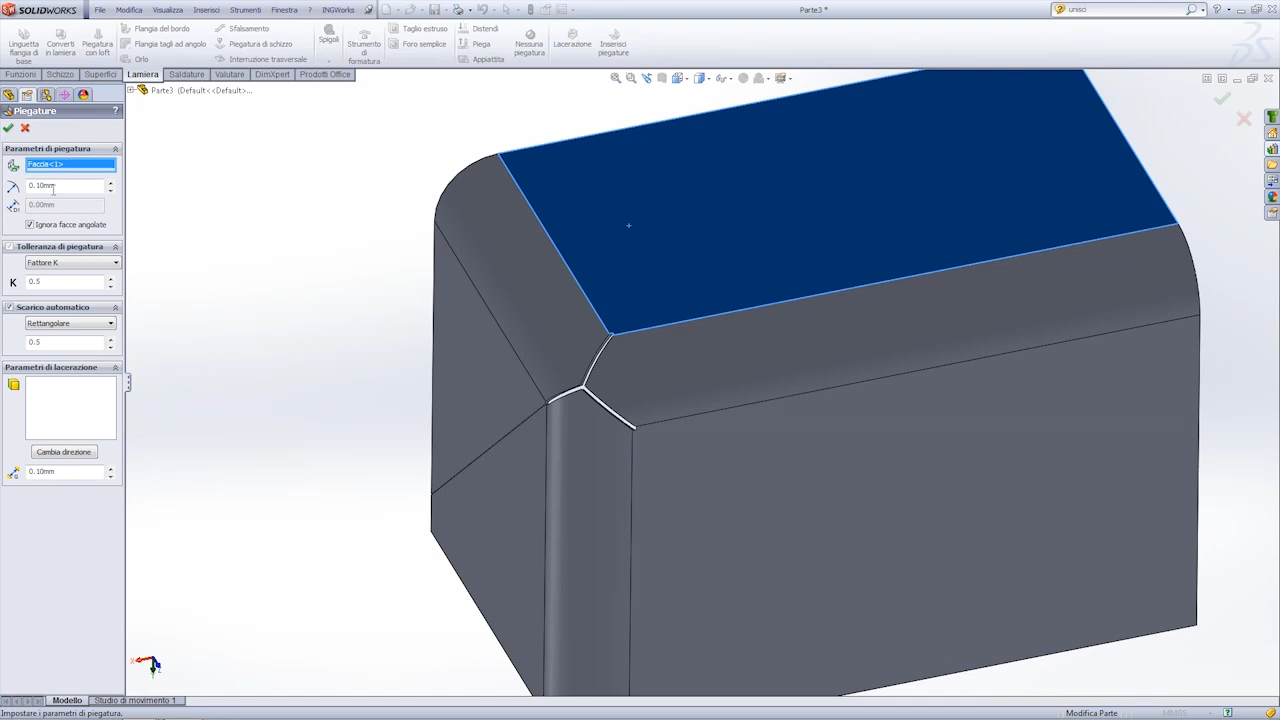 SOLIDWORKS File Modifica Visualizza Inserisci Strumenti Finestra ? INGWorks Parte3 * unisci ?
Linguetta flangia di base
Converti in lamiera
Piegatura con loft
Flangia del bordo
Flangia tagli ad angolo
Orlo
Sfalsamento
Piegatura di schizzo
Interruzione trasversale
Spigoli
Strumento di formatura
Taglio estruso
Foro semplice
Distendi
Piega
Appiattita
Nessuna piegatura
Lacerazione
Inserisci piegature
Funzioni Schizzo Superfici Lamiera Saldature Valutare DimXpert Prodotti Office
Parte3 (Default<<Default>...
Piegature ?
Parametri di piegatura
Faccia<1>
0.10mm
0.00mm
Ignora facce angolate
Tolleranza di piegatura
Fattore K
K 0.5
Scarico automatico
Rettangolare
0.5
Parametri di lacerazione
Cambia direzione
0.10mm
Modello Studio di movimento 1
Impostare i parametri di piegatura. Modifica Parte MMGS ?